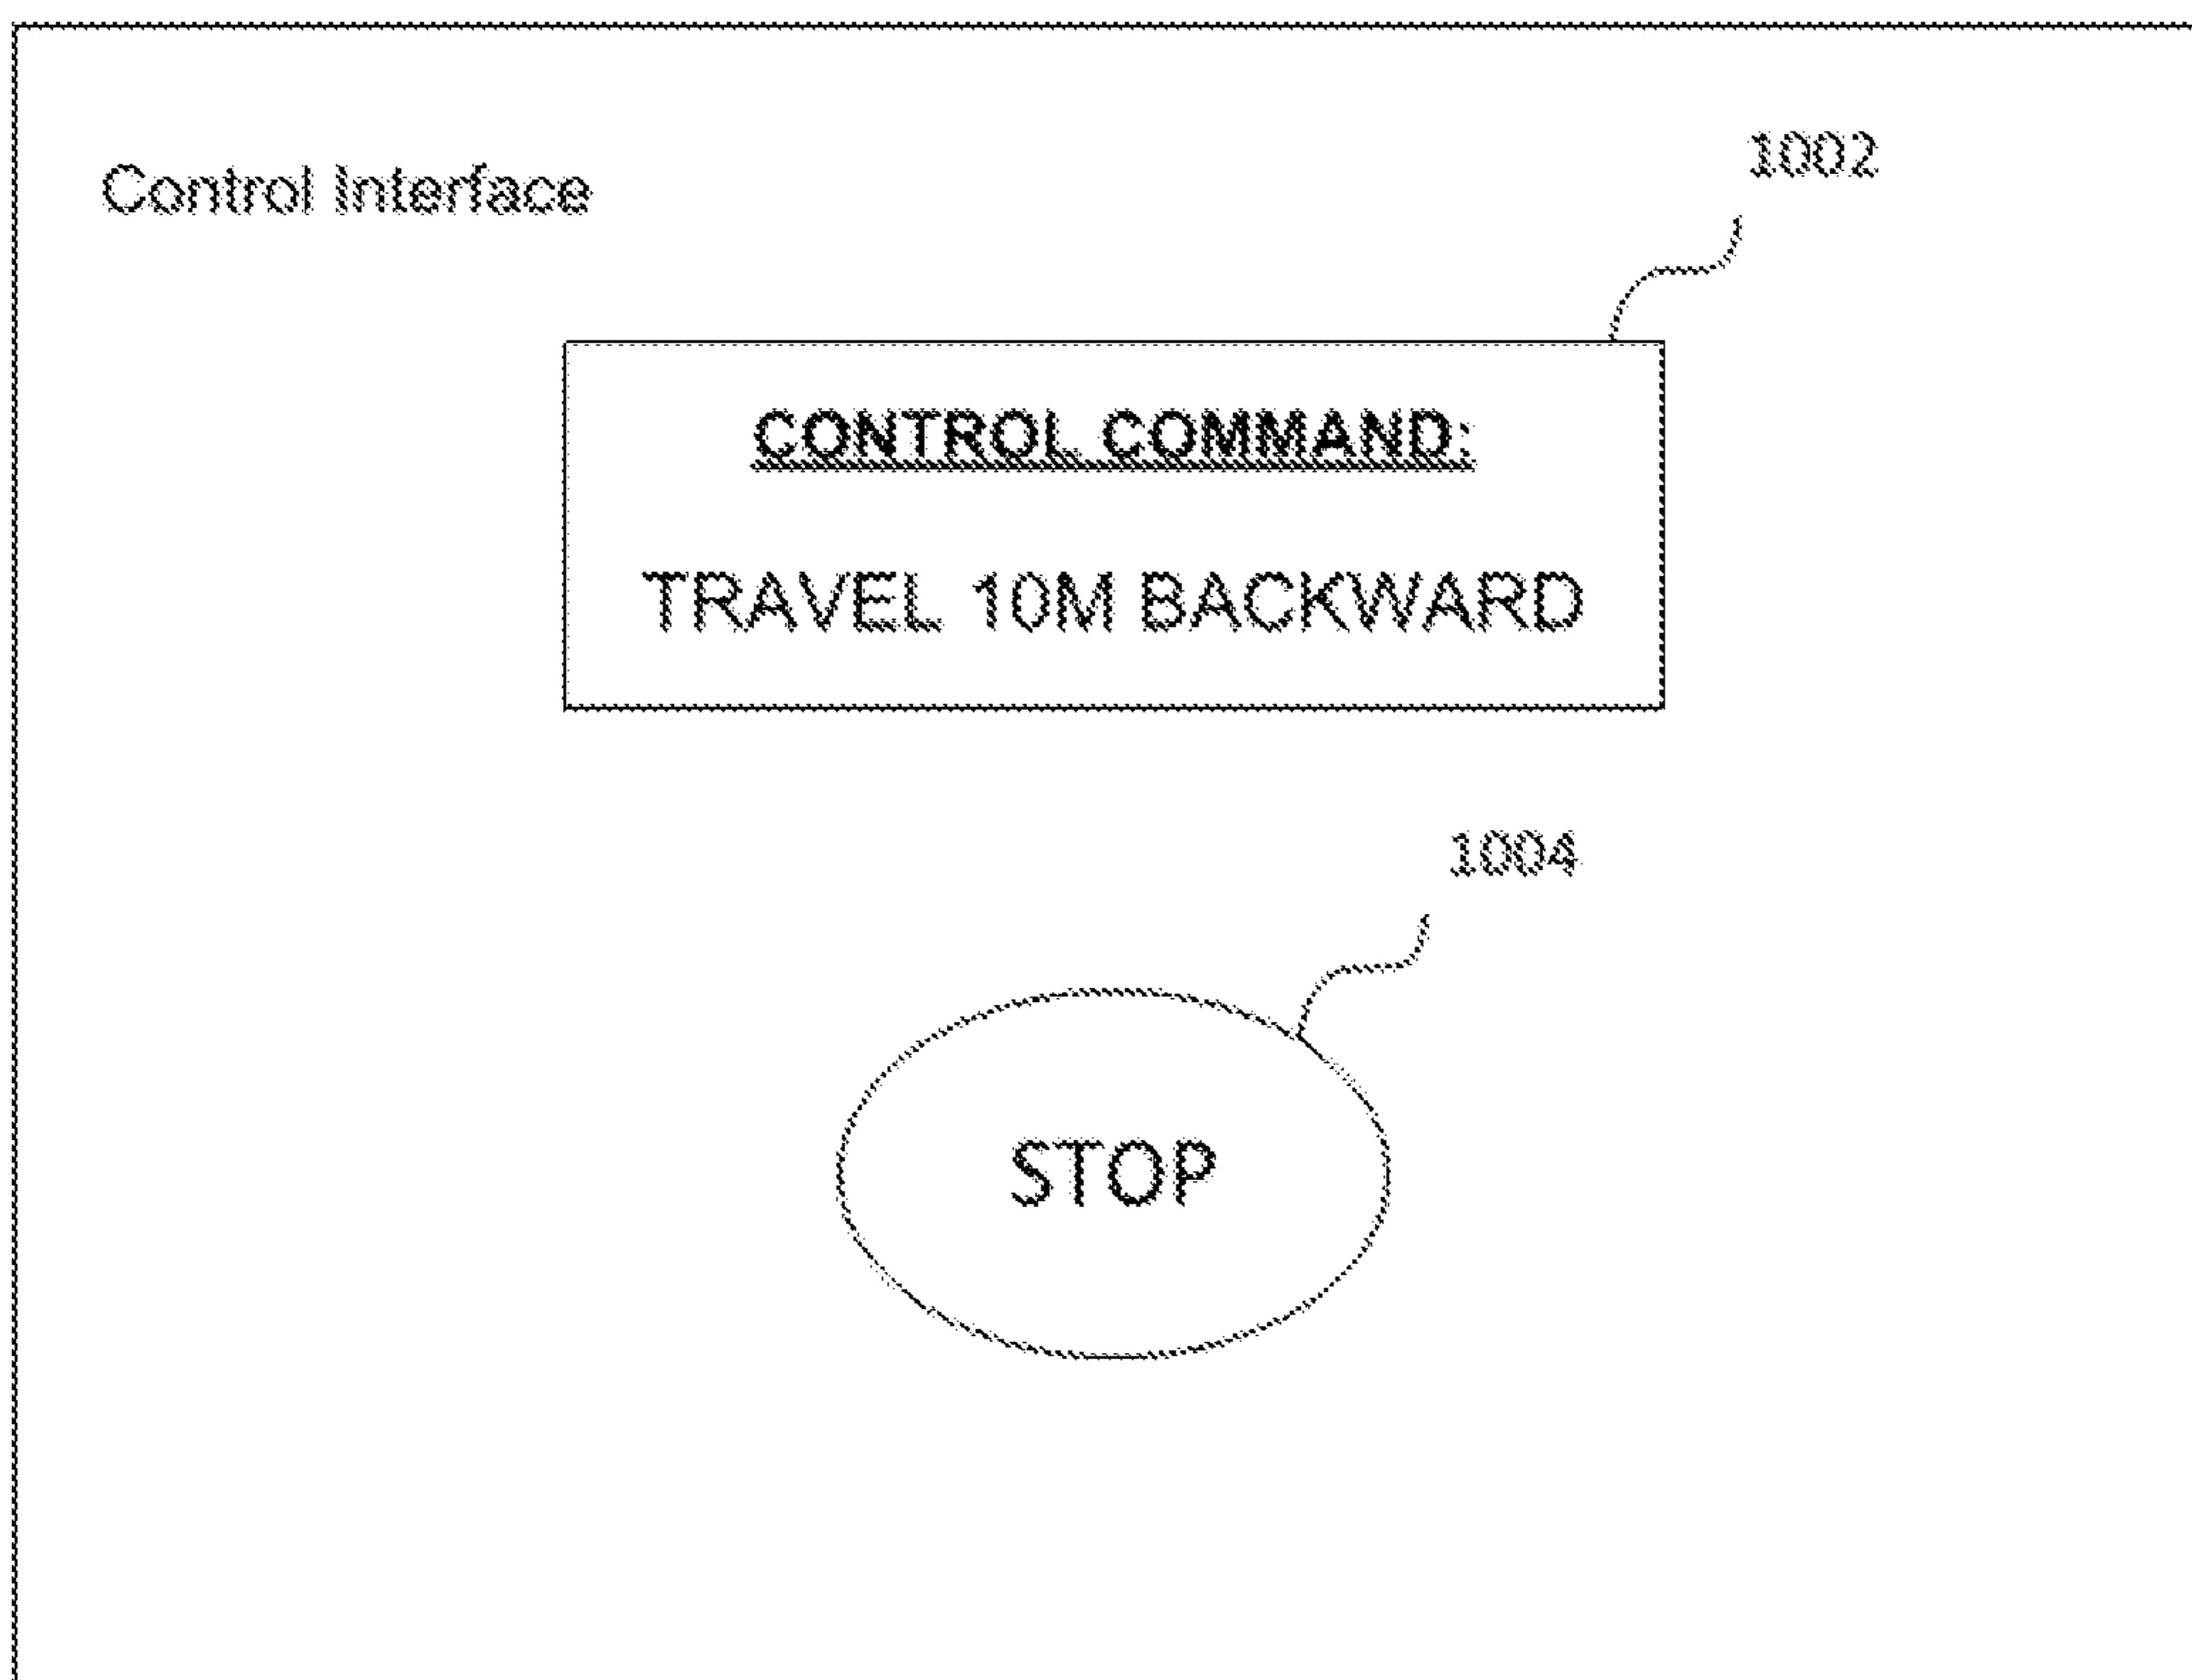 1002
Control Interface
CONTROL COMMAND:
TRAVEL 10M BACKWARD
1004
STOP